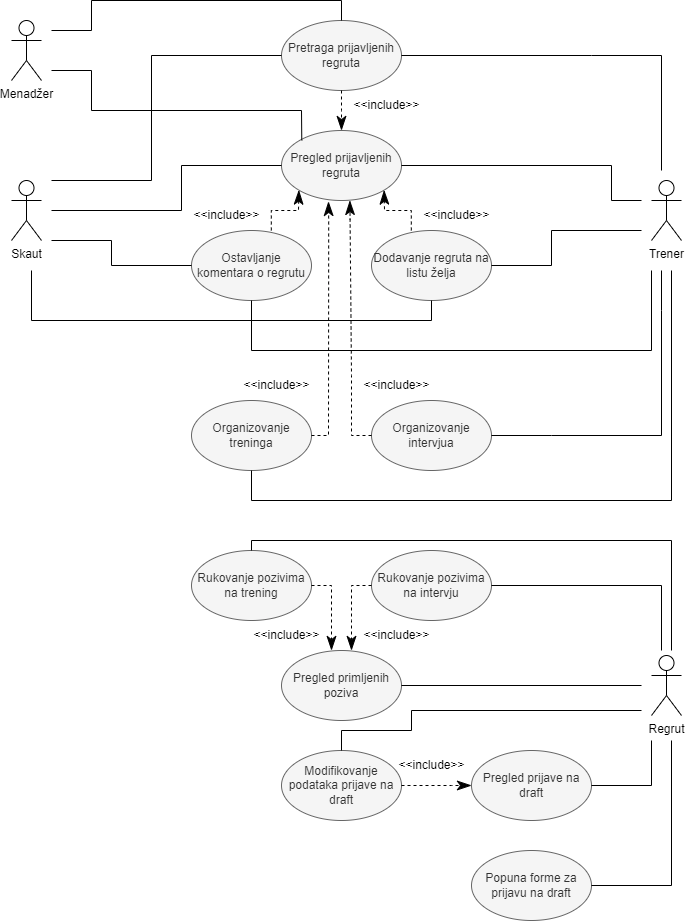 Pretraga prijavljenih
regruta
Menadžer
<<include>>
Pregled prijavljenih
regruta
<<include>>
<<include>>
Skaut
Trener
Ostavljanje
komentara o regrutu
Dodavanje regruta na
listu želja
<<include>>
<<include>>
Organizovanje
treninga
Organizovanje
intervjua
Rukovanje pozivima
na trening
Rukovanje pozivima
na intervju
<<include>>
<<include>>
Pregled primljenih
poziva
Regrut
<<include>>
Modifikovanje
podataka prijave na
draft
Pregled prijave na
draft
Popuna forme za
prijavu na draft